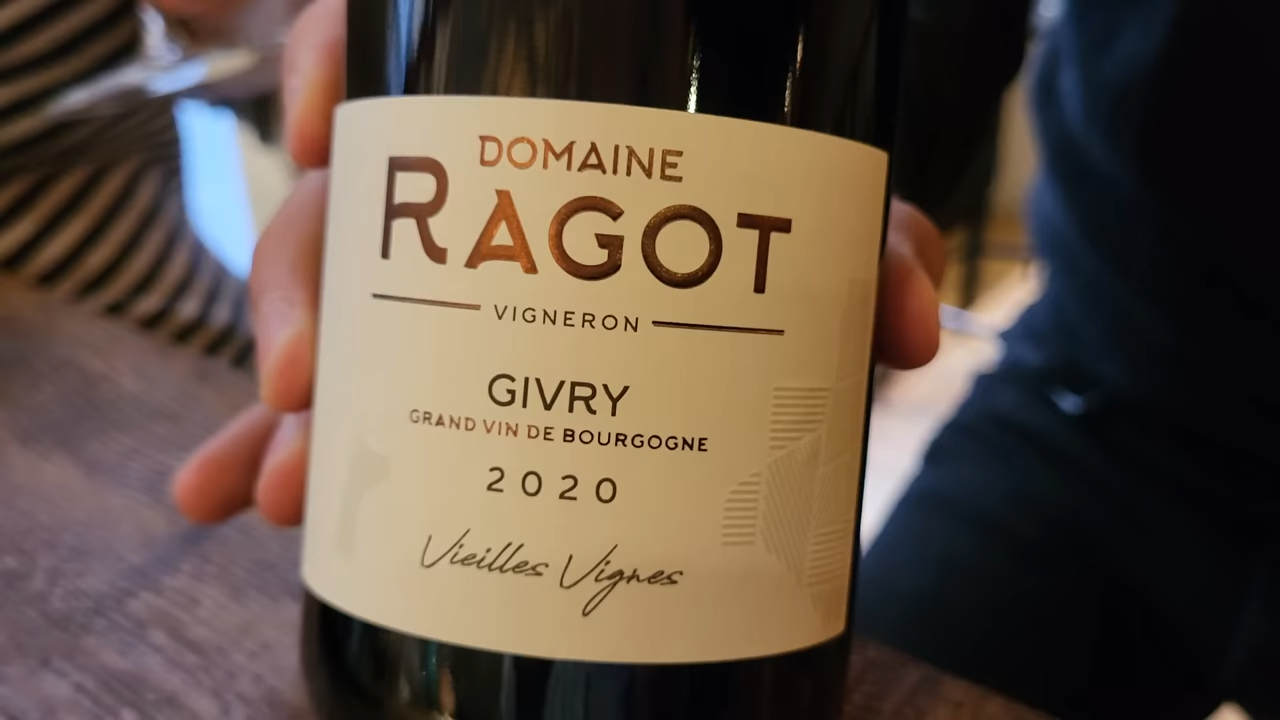 DOMAINE
RAGOT
VIGNERON
GIVRY
GRAND VIN DE BOURGOGNE
2020
Vieilles Vignes